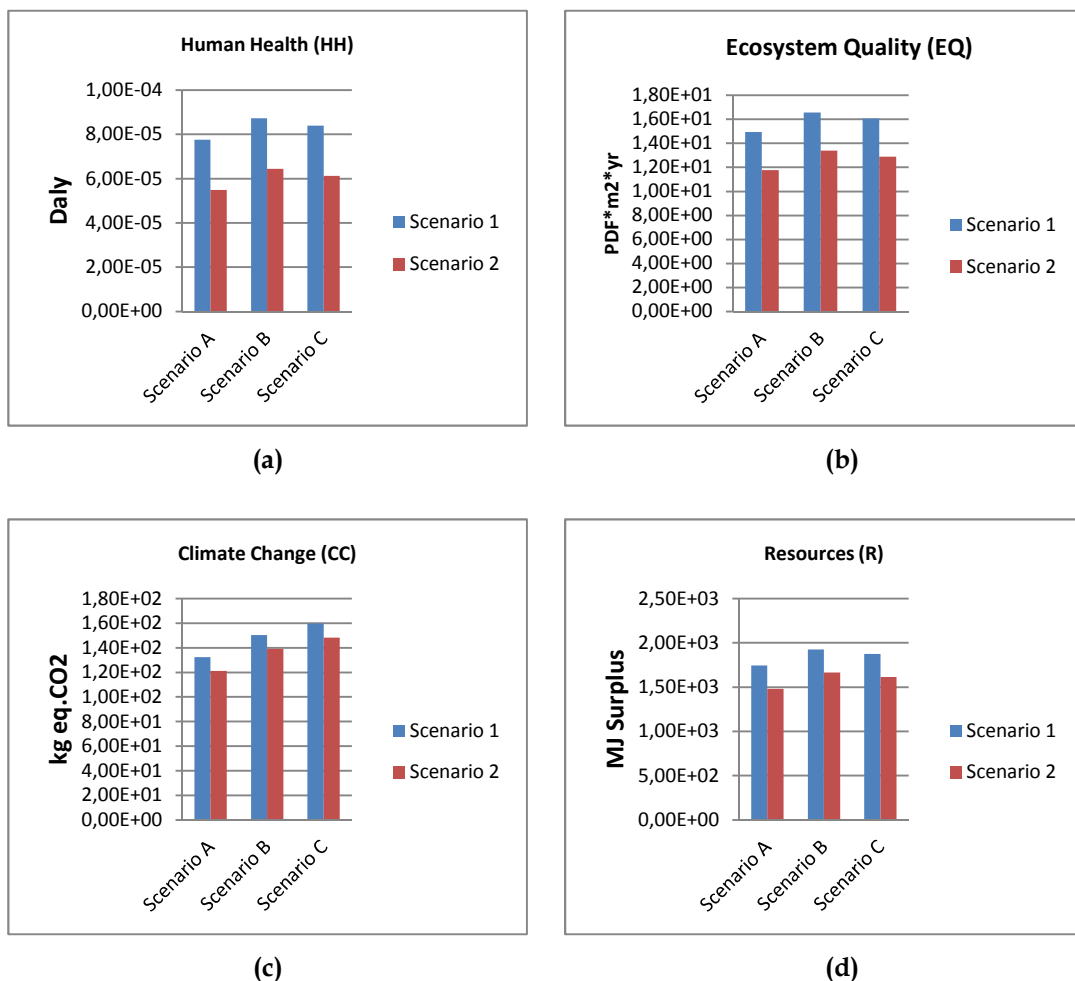 Human Health (HH)
Daly
1,00E-04
8,00E-05
6,00E-05
4,00E-05
2,00E-05
0,00E+00
Scenario A
Scenario B
Scenario C
Scenario 1
Scenario 2
(a)
Ecosystem Quality (EQ)
PDF*m2*yr
1,80E+01
1,60E+01
1,40E+01
1,20E+01
1,00E+01
8,00E+00
6,00E+00
4,00E+00
2,00E+00
0,00E+00
Scenario A
Scenario B
Scenario C
Scenario 1
Scenario 2
(b)
Climate Change (CC)
kg eq.CO2
1,80E+02
1,60E+02
1,40E+02
1,20E+02
1,00E+02
8,00E+01
6,00E+01
4,00E+01
2,00E+01
0,00E+00
Scenario A
Scenario B
Scenario C
Scenario 1
Scenario 2
(c)
Resources (R)
MJ Surplus
2,50E+03
2,00E+03
1,50E+03
1,00E+03
5,00E+02
0,00E+00
Scenario A
Scenario B
Scenario C
Scenario 1
Scenario 2
(d)